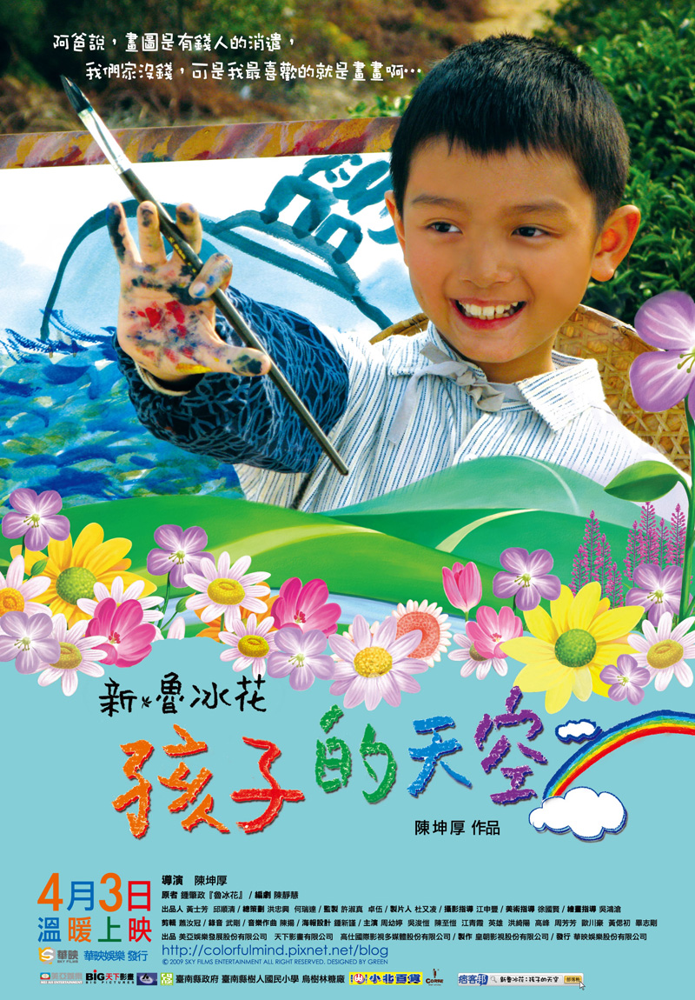 阿爸說，畫圖是有錢人的消遣，
我們家沒錢，可是我最喜歡的就是畫畫啊…
新魯冰花
孩子的天空
陳坤厚 作品
4月3日
溫暖上映
華映
SKY FILMS
華映娛樂 發行
導演 陳坤厚
原者 鍾肇政『魯冰花』 / 編劇 陳靜慧
出品人 黃士芳 邱順清 / 總策劃 洪忠興 何瑞達 / 監製 許淑真 卓伍 / 製片人 杜又凌 / 攝影指導 江申豐 / 美術指導 徐國賢 / 繪畫指導 吳鴻滄
剪輯 蕭汝冠 / 錄音 武剛 / 音樂作曲 陳揚 / 海報設計 鍾新謹 / 主演 周幼婷 吳浚愷 陳至愷 江青霞 英雄 洪綺陽 高峰 周芳芳 歐川豪 黃偲初 畢志剛
出品 美亞娛樂發展股份有限公司 天下影畫有限公司 高仕國際影視多媒體股份有限公司 / 製作 皇朝影視股份有限公司 / 發行 華映娛樂股份有限公司
http://colorfulmind.pixnet.net/blog
© 2009 SKY FILMS ENTERTAINMENT ALL RIGHT RESERVED. DESIGNED BY GREEN
BIG天下影畫
BIG PICTURES
臺南縣政府 臺南縣樹人國民小學 烏樹林糖廠
小北百貨
痞客邦
新魯冰花：孩子的天空
部落格